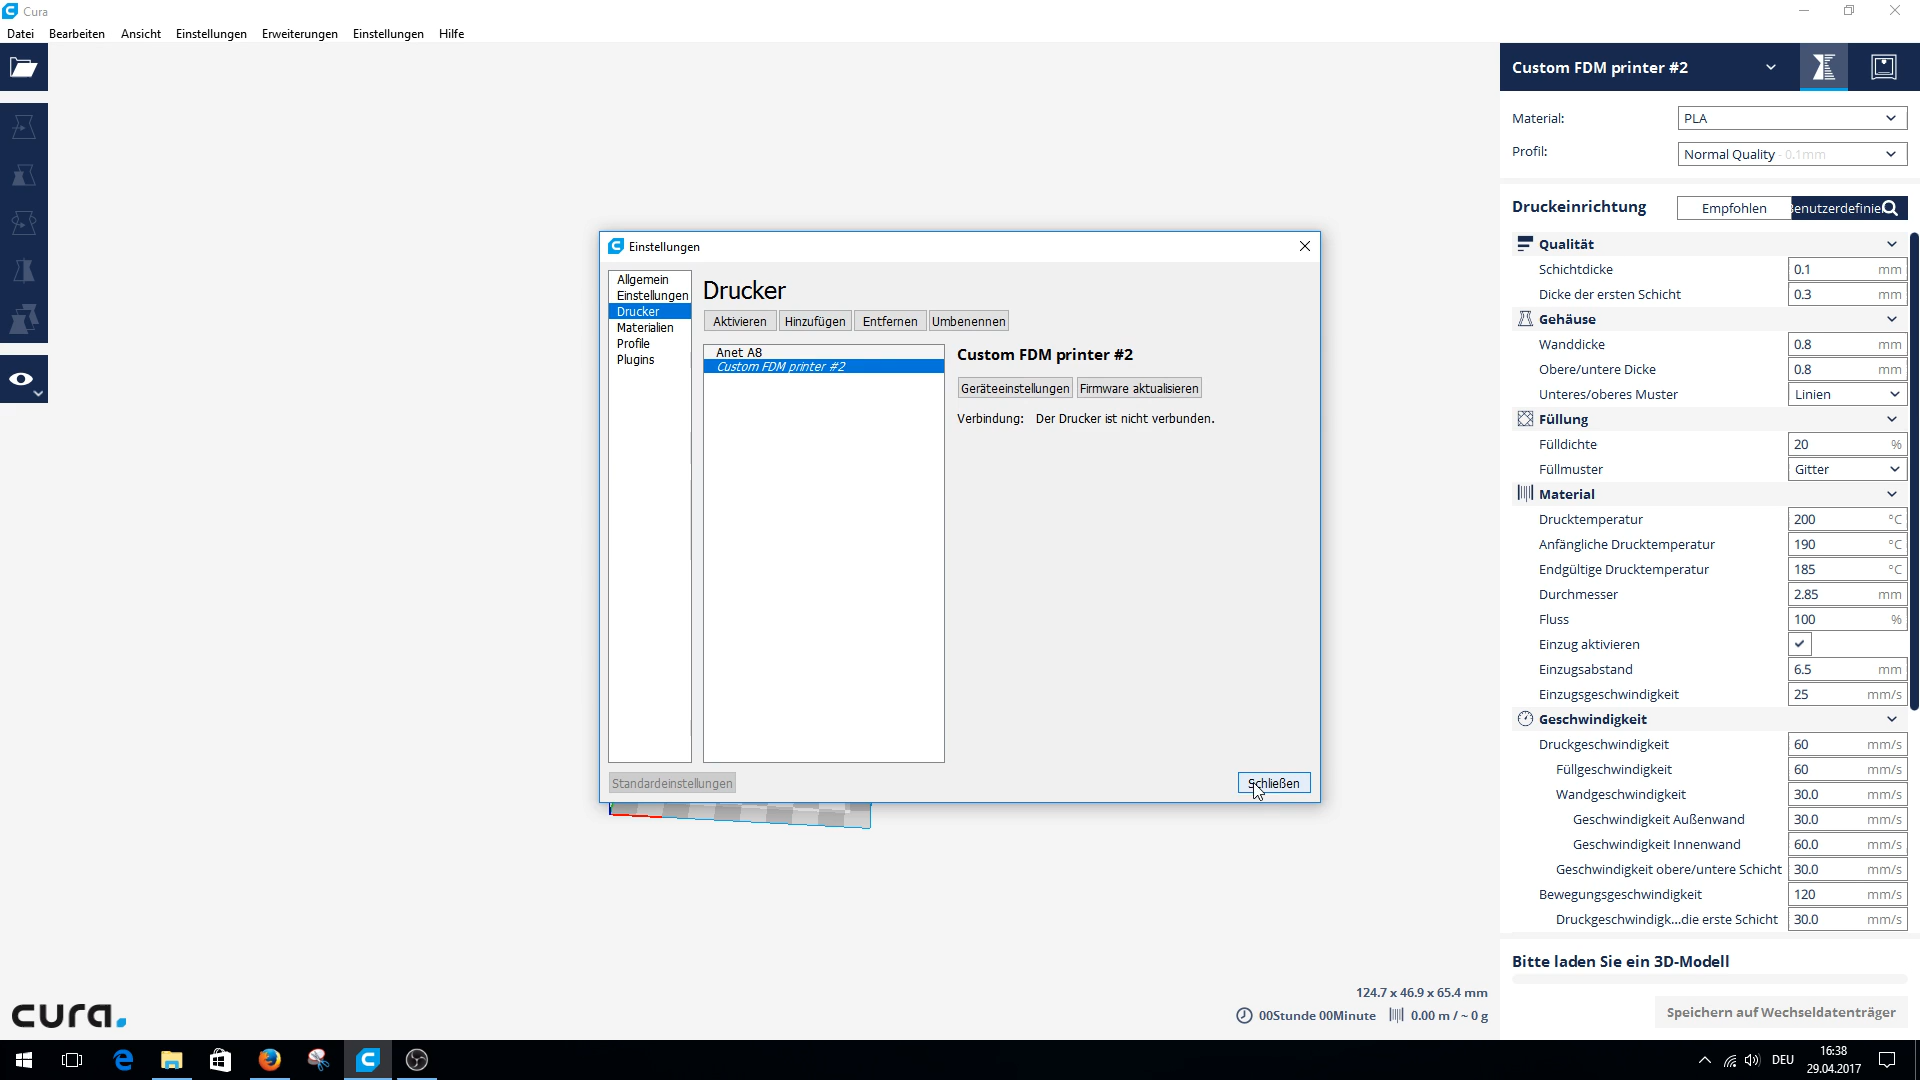 Cura
Datei Bearbeiten Ansicht Einstellungen Erweiterungen Einstellungen Hilfe
Custom FDM printer #2
Material: PLA
Profil: Normal Quality - 0.1mm
Druckeinrichtung Empfohlen Benutzerdefinie
Qualität
Schichtdicke 0.1 mm
Dicke der ersten Schicht 0.3 mm
Gehäuse
Wanddicke 0.8 mm
Obere/untere Dicke 0.8 mm
Unteres/oberes Muster Linien
Füllung
Fülldichte 20 %
Füllmuster Gitter
Material
Drucktemperatur 200 °C
Anfängliche Drucktemperatur 190 °C
Endgültige Drucktemperatur 185 °C
Durchmesser 2.85 mm
Fluss 100 %
Einzug aktivieren
Einzugsabstand 6.5 mm
Einzugsgeschwindigkeit 25 mm/s
Geschwindigkeit
Druckgeschwindigkeit 60 mm/s
Füllgeschwindigkeit 60 mm/s
Wandgeschwindigkeit 30.0 mm/s
Geschwindigkeit Außenwand 30.0 mm/s
Geschwindigkeit Innenwand 60.0 mm/s
Geschwindigkeit obere/untere Schicht 30.0 mm/s
Bewegungsgeschwindigkeit 120 mm/s
Druckgeschwindigk...die erste Schicht 30.0 mm/s
Bitte laden Sie ein 3D-Modell
Speichern auf Wechseldatenträger
Einstellungen
Allgemein
Einstellungen
Drucker
Materialien
Profile
Plugins
Drucker
Aktivieren Hinzufügen Entfernen Umbenennen
Anet A8
Custom FDM printer #2
Custom FDM printer #2
Geräteeinstellungen Firmware aktualisieren
Verbindung: Der Drucker ist nicht verbunden.
Standardeinstellungen Schließen
124.7 x 46.9 x 65.4 mm
00Stunde 00Minute 0.00 m / ~ 0 g
cura.
DEU
16:38
29.04.2017